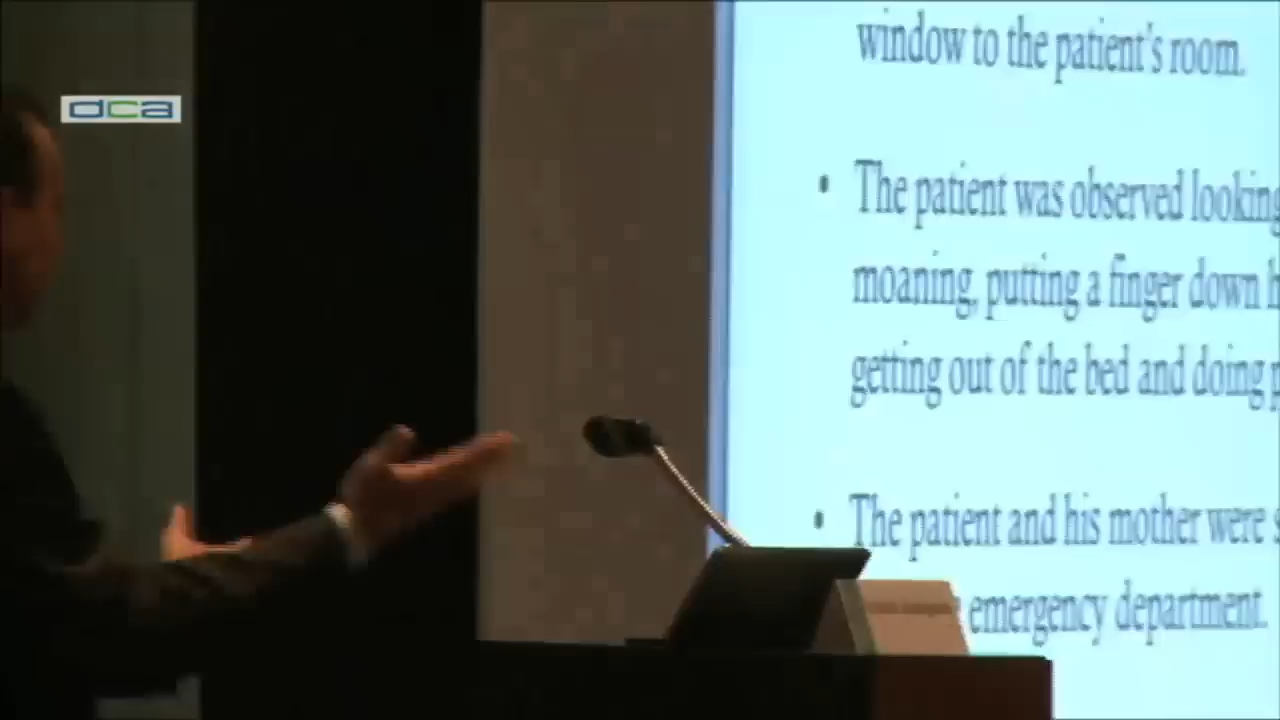 dca
window to the patient's room.
• The patient was observed looking
moaning, putting a finger down
getting out of the bed and doing
• The patient and his mother were
emergency department.